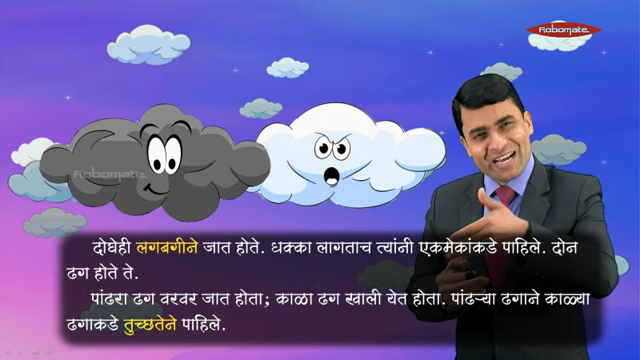 Robomate
Robomate
दोघेही लगबगीने जात होते. धक्का लागताच त्यांनी एकमेकांकडे पाहिले. दोन
ढग होते ते.
पांढरा ढग वरवर जात होता; काळा ढग खाली येत होता. पांढऱ्या ढगाने काळ्या
ढगाकडे तुच्छतेने पाहिले.